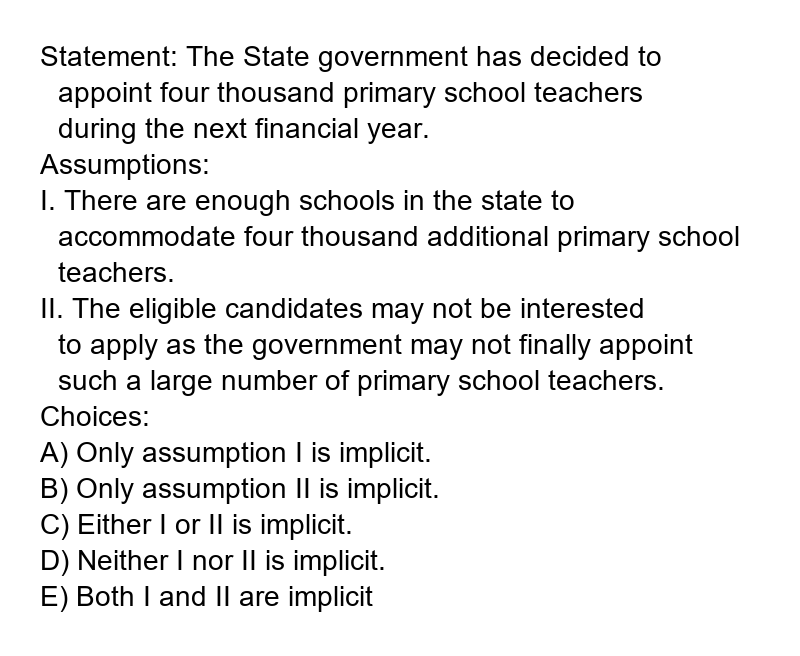 Statement: The State government has decided to
appoint four thousand primary school teachers
during the next financial year.
Assumptions:
I. There are enough schools in the state to
accommodate four thousand additional primary school
teachers.
II. The eligible candidates may not be interested
to apply as the government may not finally appoint
such a large number of primary school teachers.
Choices:
A) Only assumption I is implicit.
B) Only assumption II is implicit.
C) Either I or II is implicit.
D) Neither I nor II is implicit.
E) Both I and II are implicit